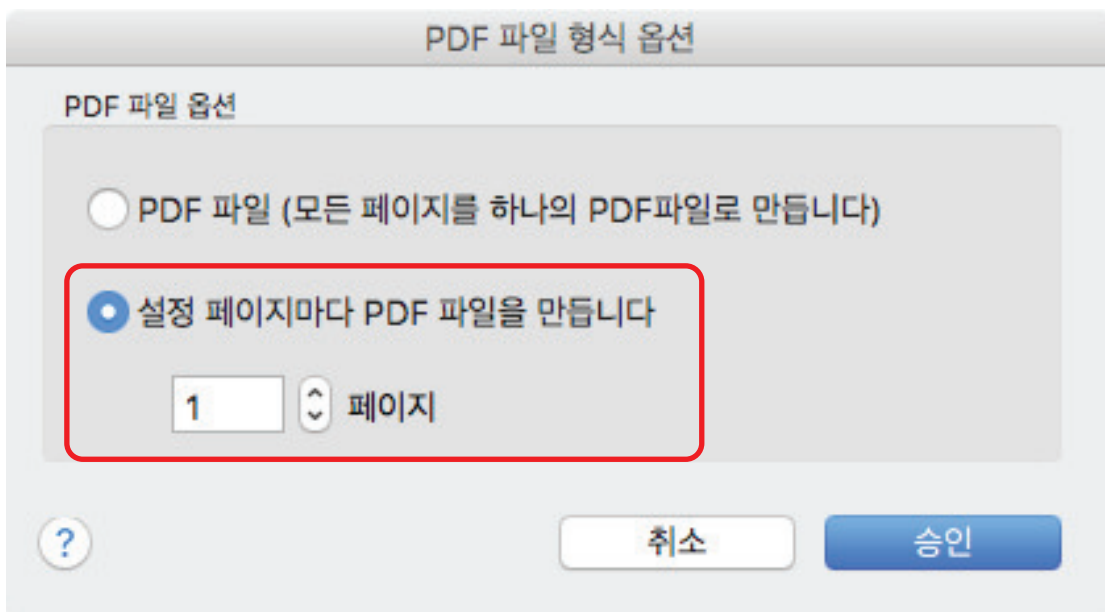 PDF 파일 형식 옵션
PDF 파일 옵션
PDF 파일 (모든 페이지를 하나의 PDF파일로 만듭니다)
설정 페이지마다 PDF 파일을 만듭니다
1 페이지
? 취소 승인